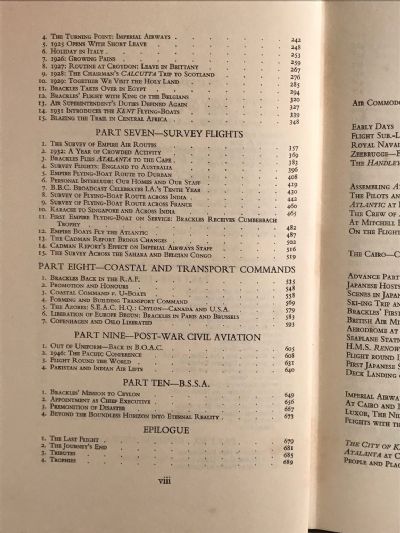 4. The Turning Point: Imperial Airways 242
5. 1925 Opens With Short Leave 248
6. Holiday in Italy 251
7. 1926: Growing Pains 259
8. 1927: Routine at Croydon: Leave in Brittany 267
9. 1928: The Chairman's Calcutta Trip to Scotland 276
10. 1929: Together We Visit the Holy Land 285
11. Brackles Takes Over in Egypt 294
12. Brackles' Flight with King of the Belgians 320
13. Air Superintendent's Duties Defined Again 327
14. 1931 Introduces the Kent Flying-Boats 339
15. Blazing the Trail in Central Africa 348
PART SEVEN—SURVEY FLIGHTS
1. The Survey of Empire Air Routes 357
2. 1932: A Year of Crowded Activity 369
3. Brackles Flies Atalanta to the Cape 383
4. Survey Flights: England to Australia 396
5. Empire Flying-Boat Route to Durban 408
6. Personal Interlude: Our Homes and Our Staff 419
7. B.B.C. Broadcast Celebrates I.A.'s Tenth Year 430
8. Survey of Flying-Boat Route across India 442
9. Survey of Flying-Boat Route across France 460
10. Karachi to Singapore and Across India 465
11. First Empire Flying-Boat on Service: Brackles Receives Cumberbatch
Trophy 482
12. Empire Boats Fly the Atlantic 487
13. The Cadman Report Brings Changes 502
14. Cadman Report's Effect on Imperial Airways Staff 516
15. The Survey Across the Sahara and Belgian Congo 519
PART EIGHT—COASTAL AND TRANSPORT COMMANDS
1. Brackles Back in the R.A.F. 535
2. Promotion and Honours 548
3. Coastal Command v. U-Boats 558
4. Forming and Building Transport Command 569
5. The Azores: S.E.A.C. H.Q.: Ceylon—Canada and U.S.A. 579
6. Liberation of Europe Begun: Brackles in Paris and Brussels 583
7. Copenhagen and Oslo Liberated 593
PART NINE—POST-WAR CIVIL AVIATION
1. Out of Uniform—Back in B.O.A.C. 605
2. 1946: The Pacific Conference 608
3. Flight Round the World 632
4. Pakistan and Indian Air Lifts 640
PART TEN—B.S.S.A.
1. Brackles' Mission to Ceylon 649
2. Appointment as Chief Executive 656
3. Premonition of Disaster 667
4. Beyond the Boundless Horizon into Eternal Reality 673
EPILOGUE
1. The Last Flight 679
2. The Journey's End 681
3. Tributes 685
4. Trophies 689
viii
Air Commod
Early Days
Flight Sub-L
Royal Naval
Zeebrugge—F
The Handley
Assembling A
The Pilots and
Atlantic at P
The Crew of
At Mitchell F
On the Flight
The Cairo—C
Advance Part
Japanese Hosts
Scenes in Japan
Ski-ing Trip an
Brackles' First
British Air Mi
Aerodrome at
Seaplane State
H.M.S. Renow
Flight round I
First Japanese S
Deck Landing
Imperial Airway
At Cairo and I
Luxor, The Nil
Flights with th
The City of K
Atalanta at C
People and Plac